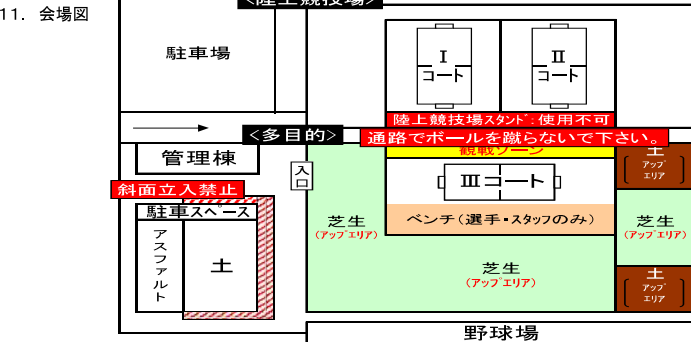 11. 会場図
<陸上競技場>
駐車場
Ⅰ
コート
Ⅱ
コート
陸上競技場スタンド:使用不可
<多目的>
通路でボールを蹴らないで下さい。
観戦ゾーン
管理棟
入口
土
アップ
エリア
Ⅲコート
斜面立入禁止
駐車スペース
ベンチ(選手・スタッフのみ)
芝生
(アップエリア)
芝生
(アップエリア)
アスファルト
土
芝生
(アップエリア)
土
アップ
エリア
野球場